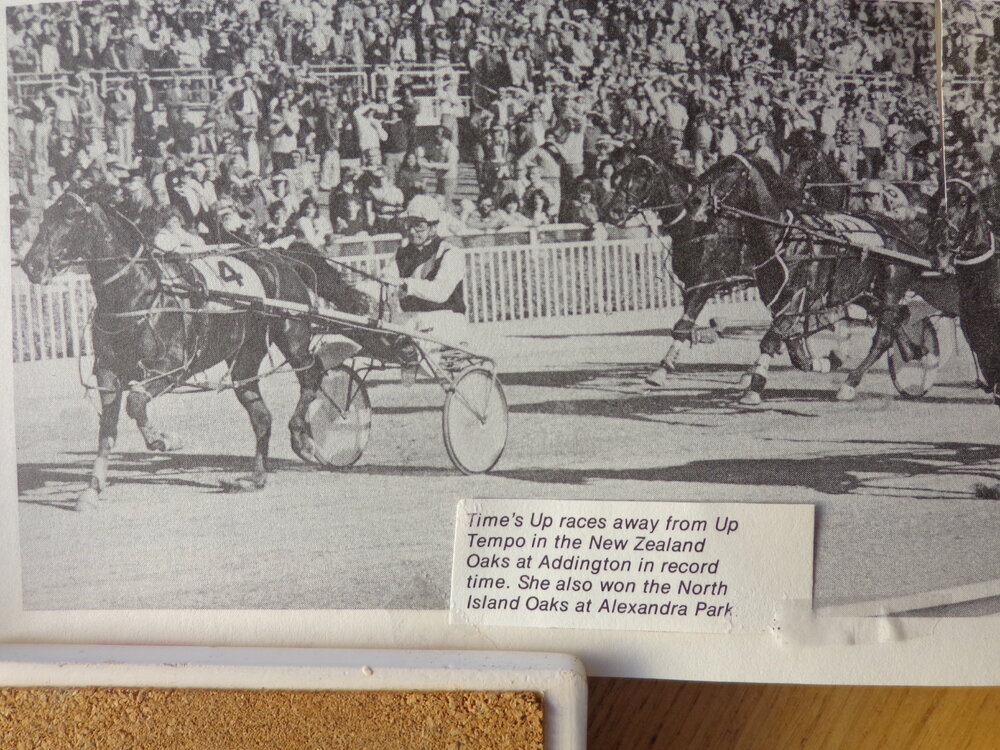 4
Time's Up races away from Up
Tempo in the New Zealand
Oaks at Addington in record
time. She also won the North
Island Oaks at Alexandra Park